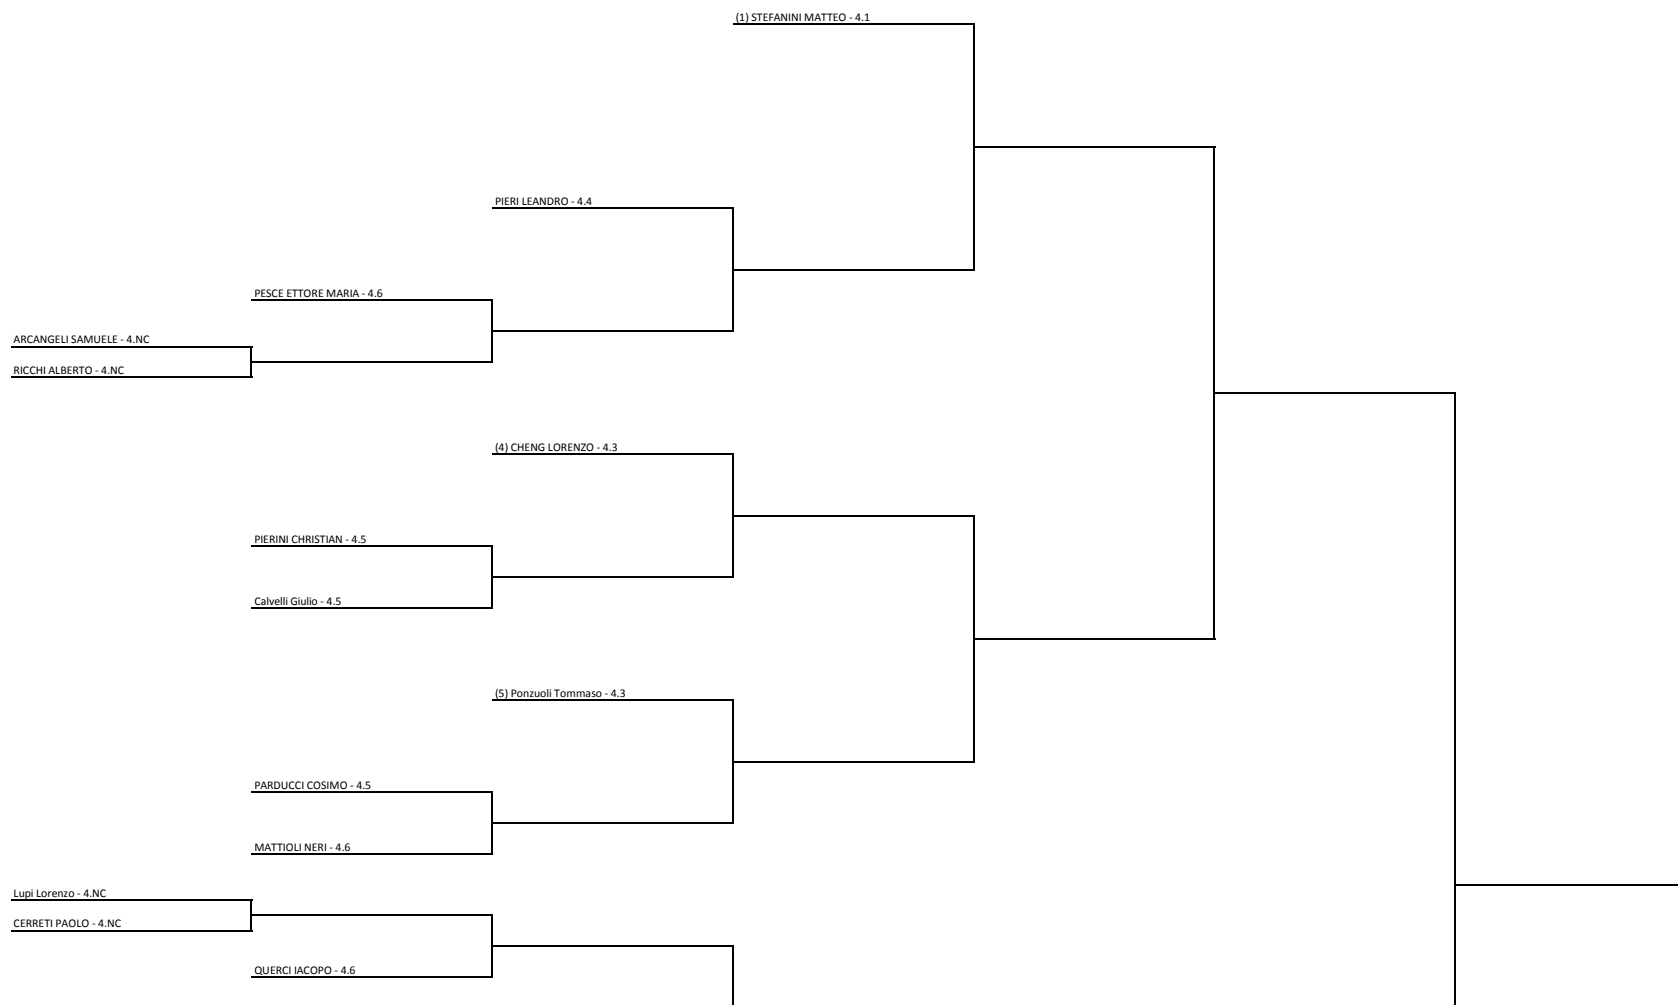 (1) STEFANINI MATTEO - 4.1
PIERI LEANDRO - 4.4
PESCE ETTORE MARIA - 4.6
ARCANGELI SAMUELE - 4.NC
RICCHI ALBERTO - 4.NC
(4) CHENG LORENZO - 4.3
PIERINI CHRISTIAN - 4.5
Calvelli Giulio - 4.5
(5) Ponzuoli Tommaso - 4.3
PARDUCCI COSIMO - 4.5
MATTIOLI NERI - 4.6
Lupi Lorenzo - 4.NC
CERRETI PAOLO - 4.NC
QUERCI IACOPO - 4.6